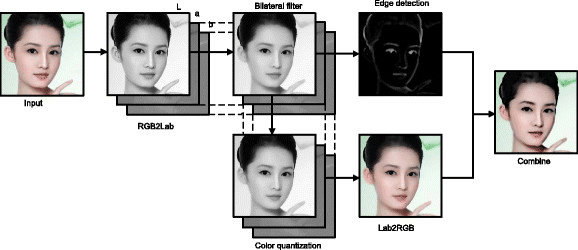 L
a
b
Bilateral filter
Edge detection
Input
RGB2Lab
Combine
Lab2RGB
Color quantization